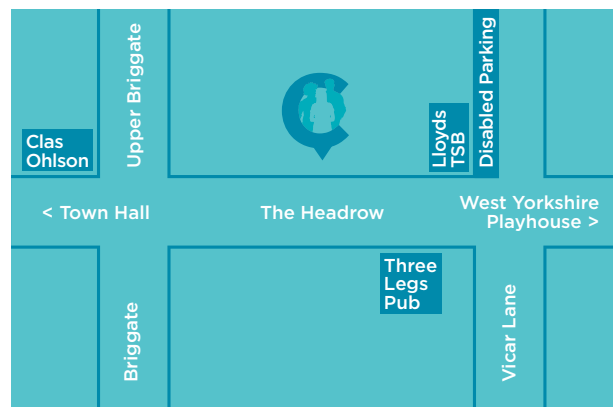 Upper Briggate
Clas
Ohlson
Lloyds
TSB
Disabled Parking
< Town Hall
The Headrow
West Yorkshire
Playhouse >
Three
Legs
Pub
Briggate
Vicar Lane